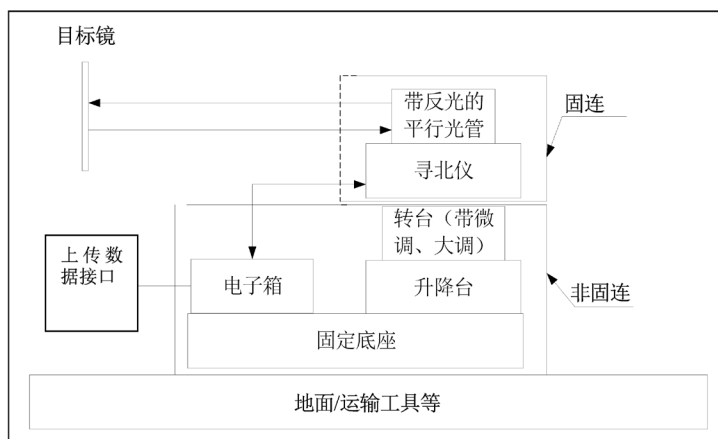 目标镜
带反光的
平行光管
固连
寻北仪
转台（带微
调、大调）
上传数
据接口
电子箱
升降台
非固连
固定底座
地面/运输工具等